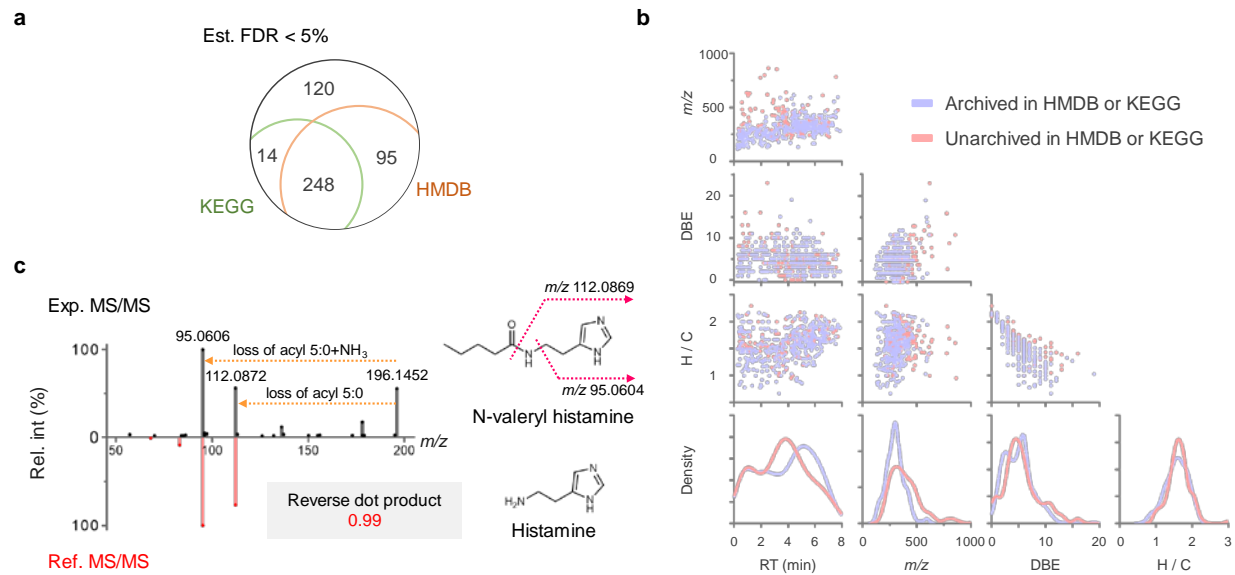 a
Est. FDR < 5%
120
14
95
248
KEGG
HMDB
b
1000
500
0
m/z
Archived in HMDB or KEGG
Unarchived in HMDB or KEGG
20
10
0
DBE
2
1
H / C
Density
0 2 4 6 8
RT (min)
0 500 1000
m/z
0 10 20
DBE
0 1 2 3
H / C
c
Exp. MS/MS
95.0606
loss of acyl 5:0+NH3
112.0872
196.1452
loss of acyl 5:0
100
50
0
50
100
Rel. int (%)
50 100 150 200
m/z
Ref. MS/MS
Reverse dot product
0.99
m/z 112.0869
O
N
N
H
N
H
m/z 95.0604
N-valeryl histamine
N
H2N
N
H
Histamine